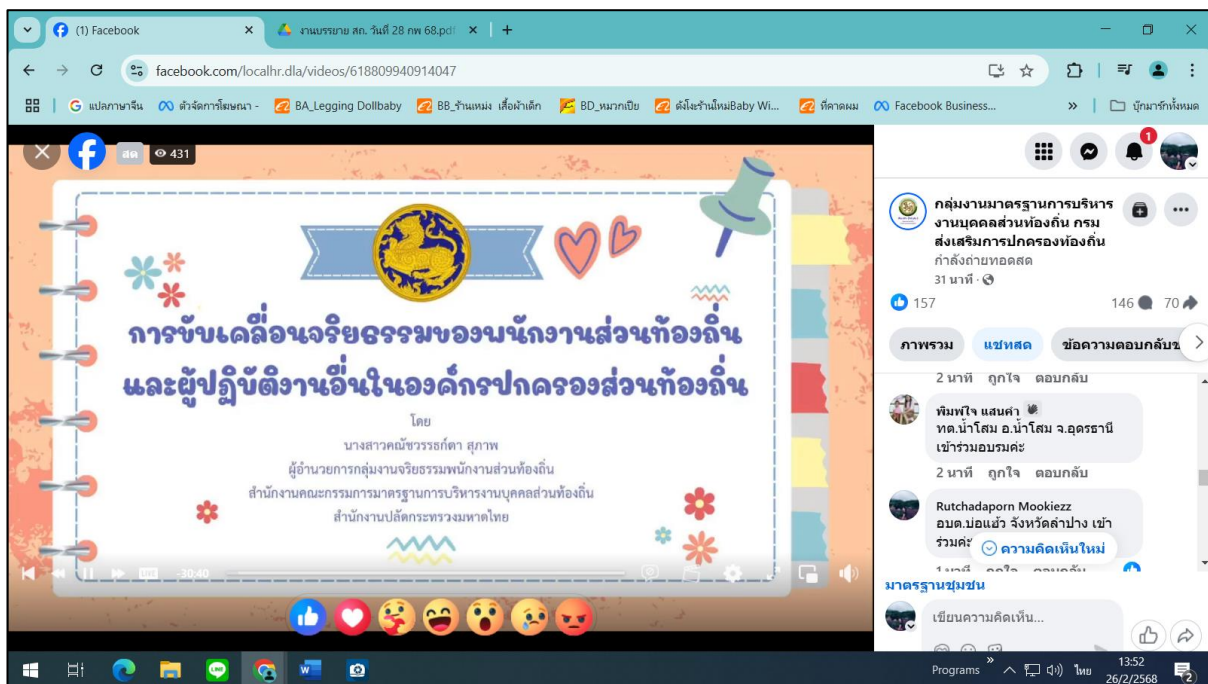 (1) Facebook
งานบรรยาย สถ. วันที่ 28 กพ 68.pdf
facebook.com/localhr.dla/videos/618809940914047
แปลภาษาจีน
ตัวจัดการโฆษณา -
BA_Legging Dollbaby
BB_ร้านเหม่ง เสื้อผ้าเด็ก
BD_หมวกเปีย
ดังโงะร้านใหม่Baby Wi...
ที่คาดผม
Facebook Business...
»
บุ๊กมาร์กทั้งหมด
สด
431
1
การขับเคลื่อนจริยธรรมของพนักงานส่วนท้องถิ่น
และผู้ปฏิบัติงานอื่นในองค์กรปกครองส่วนท้องถิ่น
โดย
นางสาวคณัชวรรธก์ตา สุภาพ
ผู้อำนวยการกลุ่มงานจริยธรรมพนักงานส่วนท้องถิ่น
สำนักงานคณะกรรมการมาตรฐานการบริหารงานบุคคลส่วนท้องถิ่น
สำนักงานปลัดกระทรวงมหาดไทย
LIVE
-30:40
กลุ่มงานมาตรฐานการบริหาร
งานบุคคลส่วนท้องถิ่น กรม
ส่งเสริมการปกครองท้องถิ่น
กำลังถ่ายทอดสด
31 นาที ·
157
146
70
ภาพรวม
แชทสด
ข้อความตอบกลับข
2 นาที ถูกใจ ตอบกลับ
พิมพ์ใจ แสนคำ
ทต.น้ำโสม อ.น้ำโสม จ.อุดรธานี
เข้าร่วมอบรมค่ะ
2 นาที ถูกใจ ตอบกลับ
Rutchadaporn Mookiezz
อบต.บ่อแฮ้ว จังหวัดลำปาง เข้า
ร่วมค่ะ
ความคิดเห็นใหม่
1 นาที ถูกใจ ตอบกลับ
มาตรฐานชุมชน
เขียนความคิดเห็น...
Programs
»
ไทย
13:52
26/2/2568
2